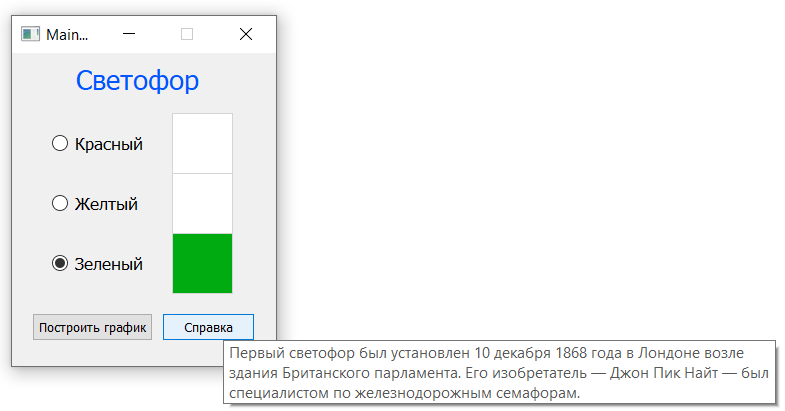 Main...
Светофор
Красный
Желтый
Зеленый
Построить график
Справка
Первый светофор был установлен 10 декабря 1868 года в Лондоне возле
здания Британского парламента. Его изобретатель — Джон Пик Найт — был
специалистом по железнодорожным семафорам.